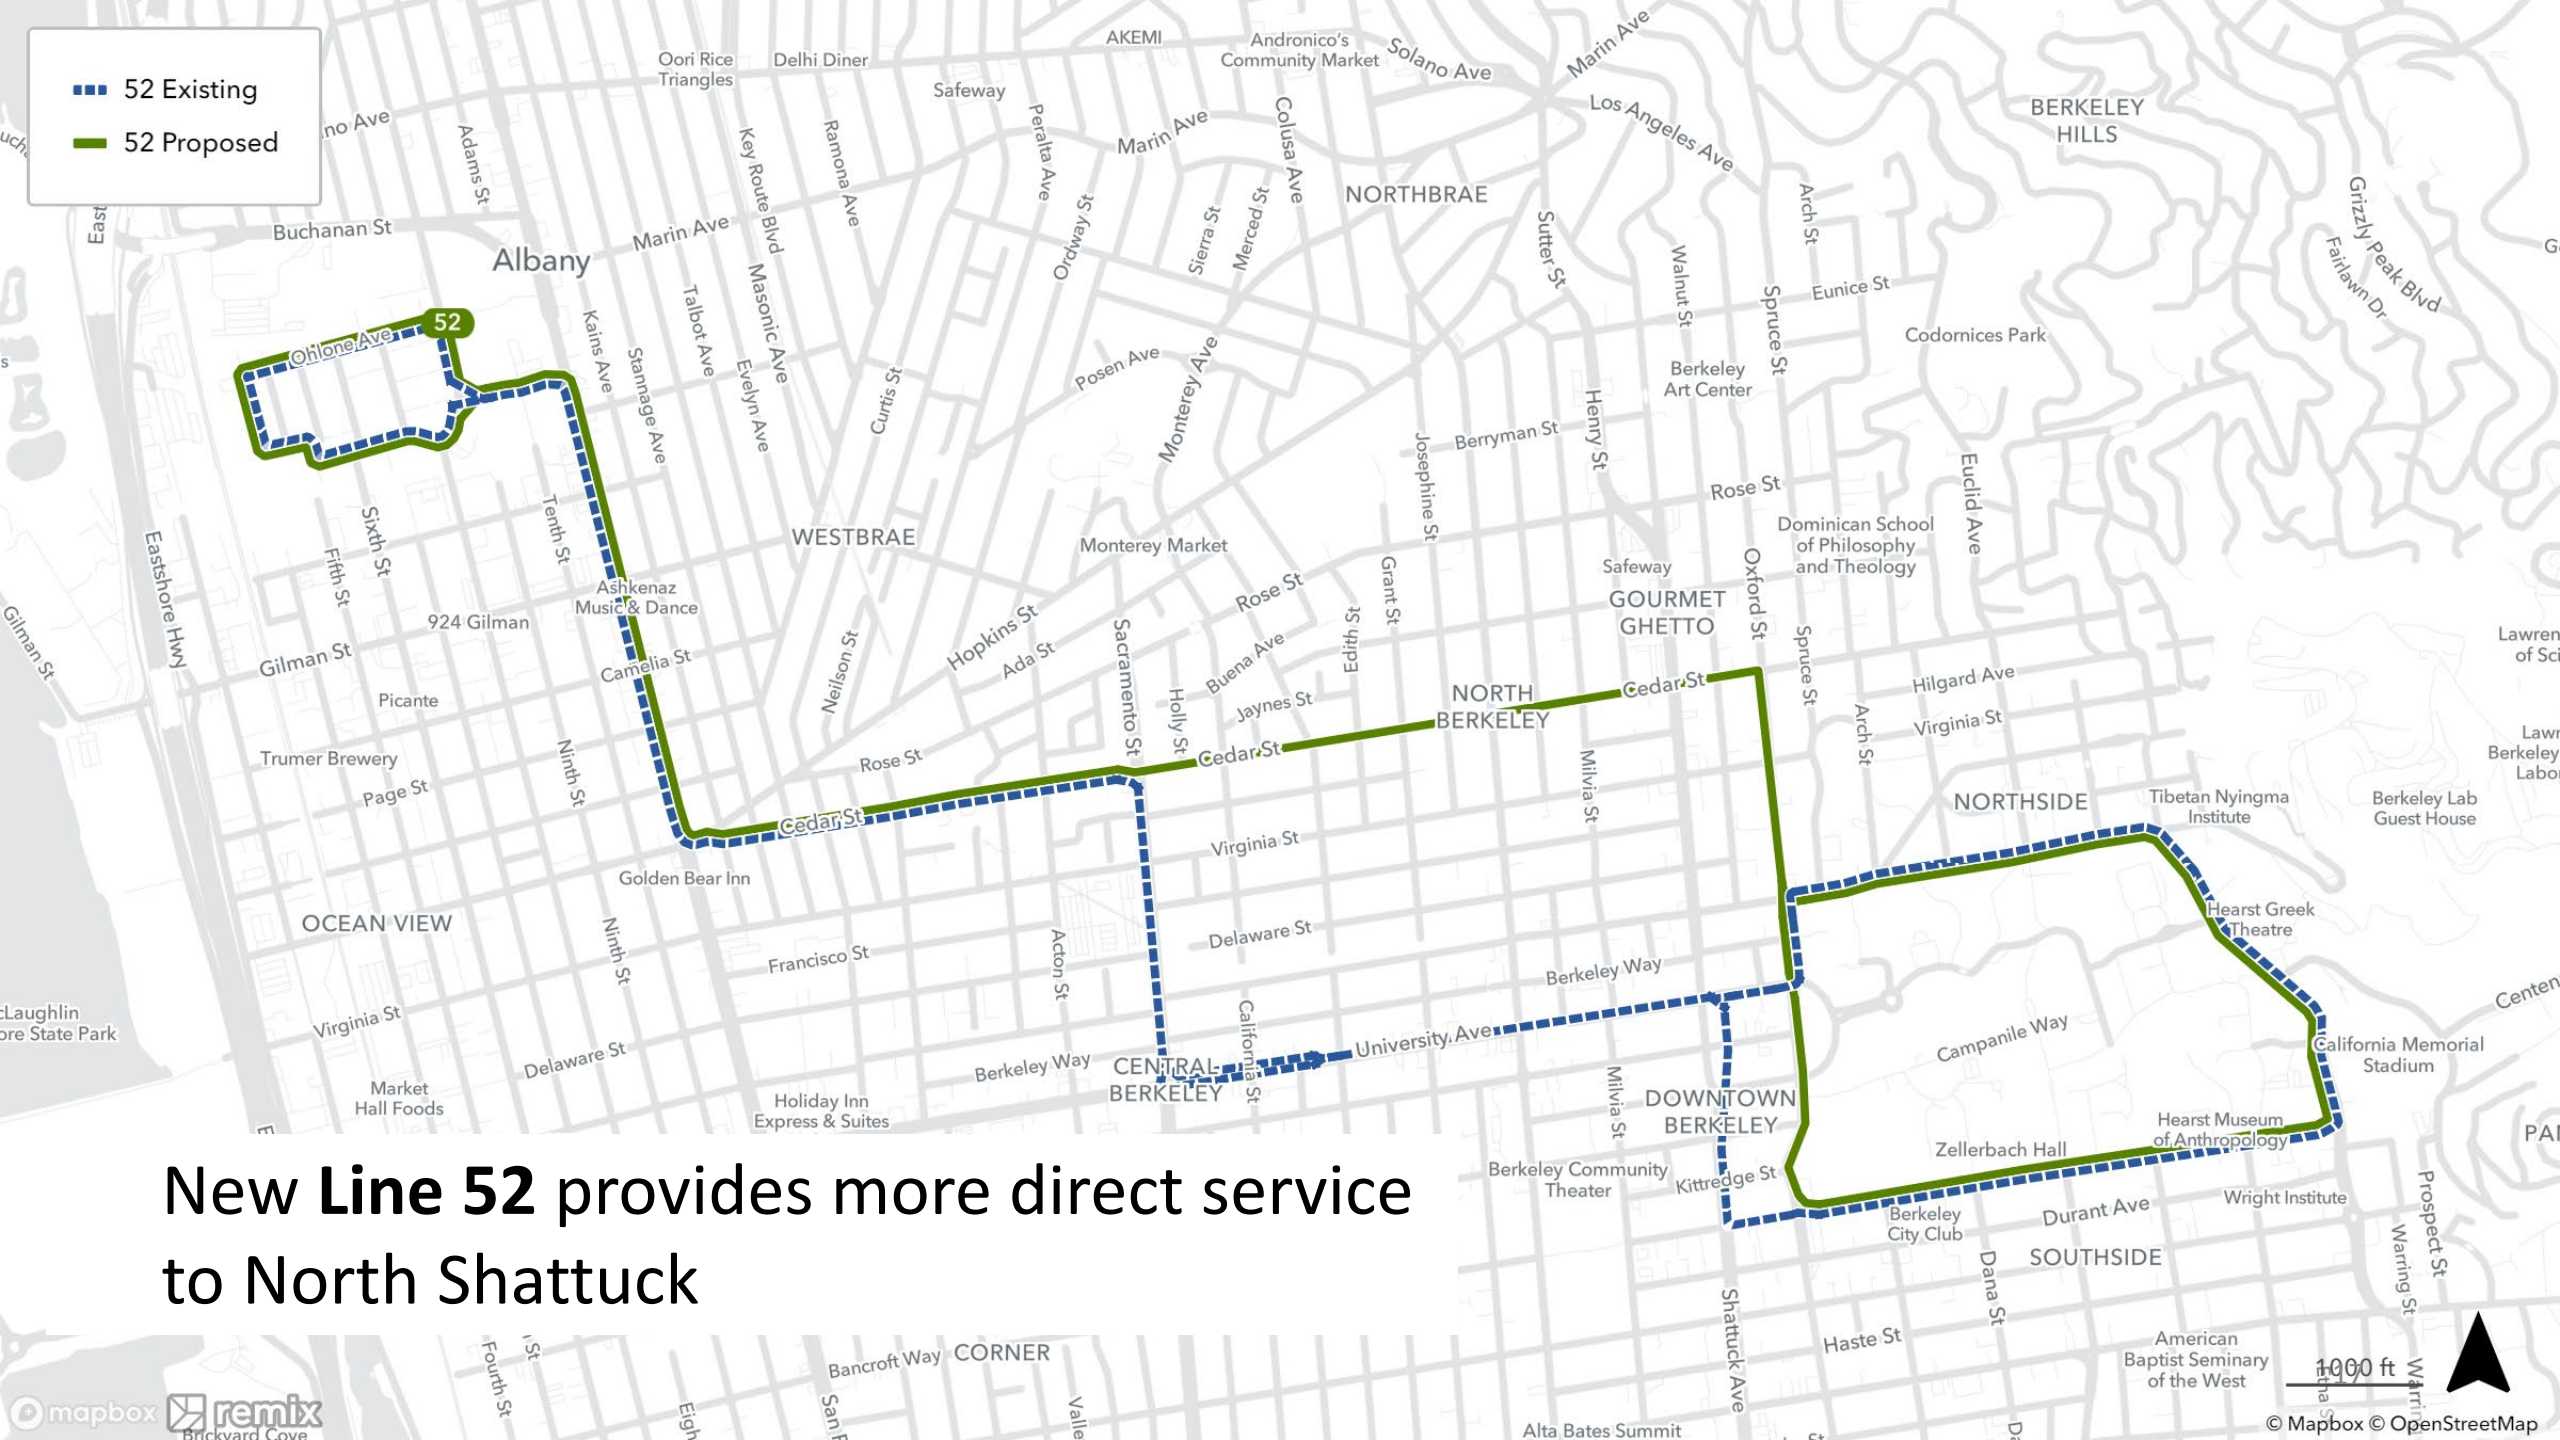 52 Existing
52 Proposed
AKEMI
Andronico's
Community Market
Solano Ave
Marin Ave
Oori Rice
Triangles
Delhi Diner
Safeway
Los Angeles Ave
BERKELEY
HILLS
Adams St
Key Route Blvd
Ramona Ave
Peralta Ave
Marin Ave
Colusa Ave
NORTHBRAE
Arch St
Grizzly Peak Blvd
Fairlawn Dr
Buchanan St
Albany
Marin Ave
Ordway St
Sierra St
Merced St
Sutter St
Walnut St
Spruce St
Eunice St
Codornices Park
52
Ohlone Ave
Kains Ave
Stannage Ave
Talbot Ave
Masonic Ave
Evelyn Ave
Curtis St
Posen Ave
Monterey Ave
Berkeley
Art Center
Henry St
Berryman St
Josephine St
Rose St
Euclid Ave
Eastshore Hwy
Sixth St
Fifth St
Tenth St
WESTBRAE
Monterey Market
Dominican School
of Philosophy
and Theology
Safeway
Oxford St
Ashkenaz
Music & Dance
924 Gilman
Gilman St
Gilman St
Camelia St
Neilson St
Hopkins St
Ada St
Sacramento St
Rose St
Buena Ave
Edith St
Grant St
GOURMET
GHETTO
Spruce St
Hilgard Ave
Picante
Holly St
Jaynes St
NORTH
BERKELEY
Cedar St
Virginia St
Arch St
Trumer Brewery
Page St
Ninth St
Rose St
Cedar St
Cedar St
Milvia St
NORTHSIDE
Tibetan Nyingma
Institute
Berkeley Lab
Guest House
Virginia St
Golden Bear Inn
OCEAN VIEW
Ninth St
Francisco St
Acton St
Delaware St
Berkeley Way
Hearst Greek
Theatre
Virginia St
Delaware St
California St
University Ave
Campanile Way
California Memorial
Stadium
Market
Hall Foods
Holiday Inn
Express & Suites
Berkeley Way
CENTRAL
BERKELEY
Milvia St
DOWNTOWN
BERKELEY
Hearst Museum
of Anthropology
Zellerbach Hall
Berkeley Community
Theater
Kittredge St
Wright Institute
Prospect St
New Line 52 provides more direct service
to North Shattuck
Berkeley
City Club
Durant Ave
SOUTHSIDE
Dana St
Warring St
Shattuck Ave
Haste St
American
Baptist Seminary
of the West
1000 ft
Fourth St
Bancroft Way
CORNER
mapbox
remix
Brickyard Cove
Alta Bates Summit
© Mapbox © OpenStreetMap